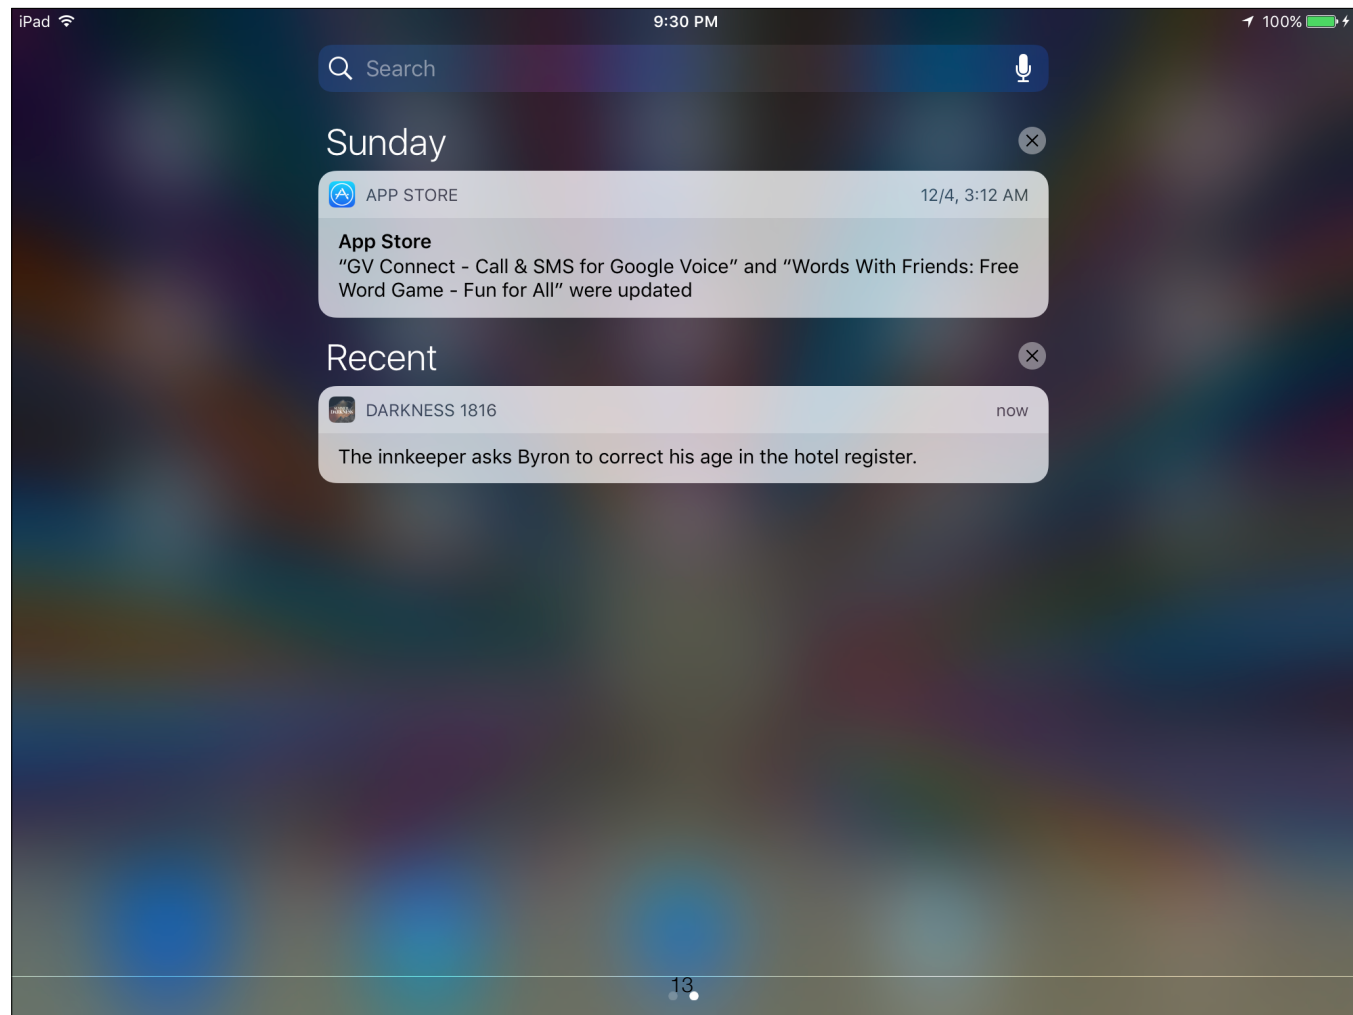 iPad 9:30 PM 100%
Search
Sunday
APP STORE 12/4, 3:12 AM
App Store
“GV Connect - Call & SMS for Google Voice” and “Words With Friends: Free
Word Game - Fun for All” were updated
Recent
DARKNESS 1816 now
The innkeeper asks Byron to correct his age in the hotel register.
13